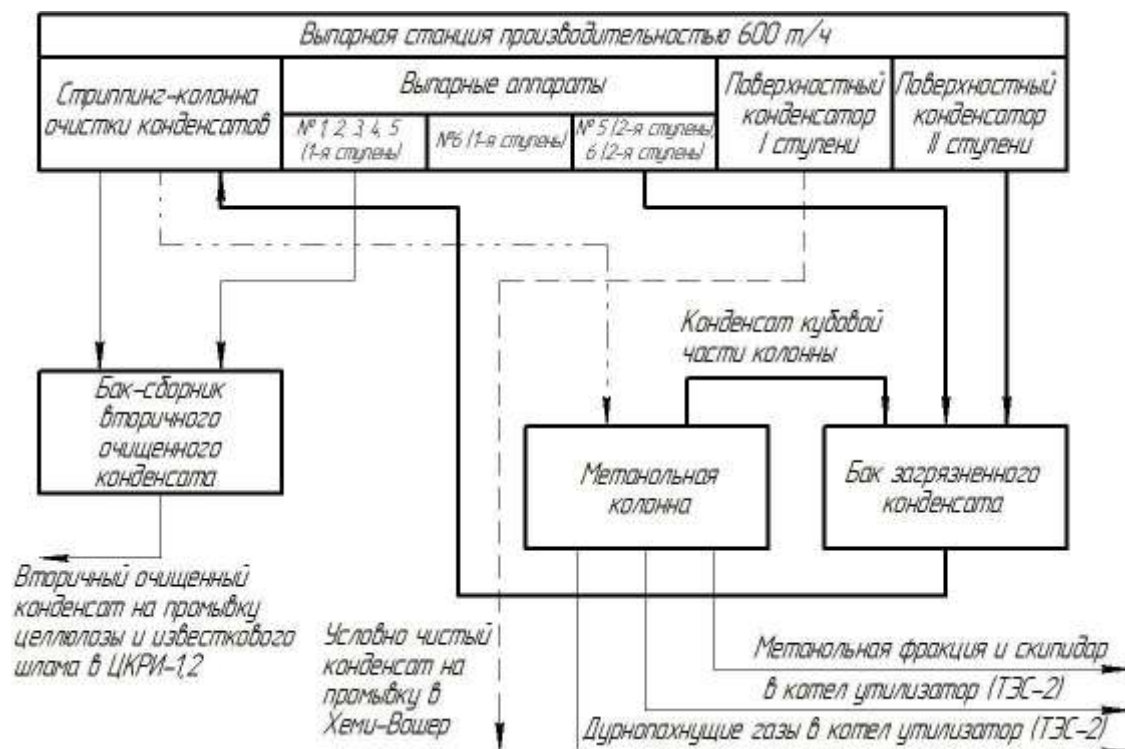 Выпарная станция производительностью 600 т/ч
Стриппинг-колонна
очистки конденсатов
Выпарные аппараты
№ 1, 2, 3, 4, 5
(1-я ступень)
№6 (1-я ступень)
№ 5 (2-я ступень),
6 (2-я ступень)
Поверхностный
конденсатор
I ступени
Поверхностный
конденсатор
II ступени
Конденсат кубовой
части колонны
Бак-сборник
вторичного
очищенного
конденсата
Метанольная
колонна
Бак загрязненного
конденсата
Вторичный очищенный
конденсат на промывку
целлюлозы и известкового
шлама в ЦКРИ-1,2
Условно чистый
конденсат на
промывку в
Хеми-Вошер
Метанольная фракция и скипидар
в котел утилизатор (ТЭС-2)
Дурнопахнущие газы в котел утилизатор (ТЭС-2)